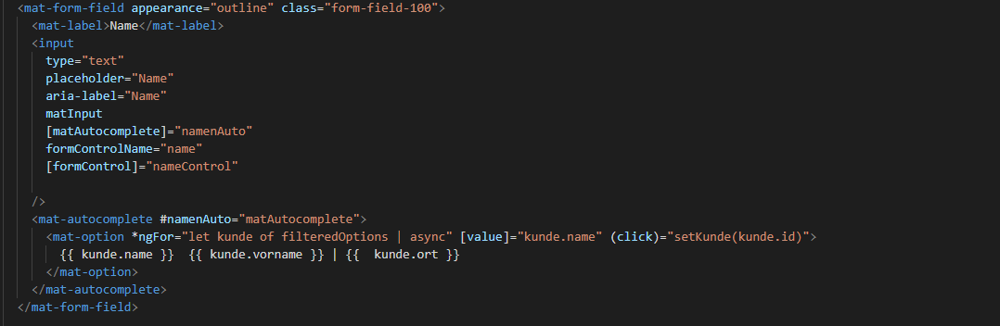 <mat-form-field appearance="outline" class="form-field-100">
<mat-label>Name</mat-label>
<input
type="text"
placeholder="Name"
aria-label="Name"
matInput
[matAutocomplete]="namenAuto"
formControlName="name"
[formControl]="nameControl"
/>
<mat-autocomplete #namenAuto="matAutocomplete">
<mat-option *ngFor="let kunde of filteredOptions | async" [value]="kunde.name" (click)="setKunde(kunde.id)">
{{ kunde.name }}  {{ kunde.vorname }} | {{  kunde.ort }}
</mat-option>
</mat-autocomplete>
</mat-form-field>